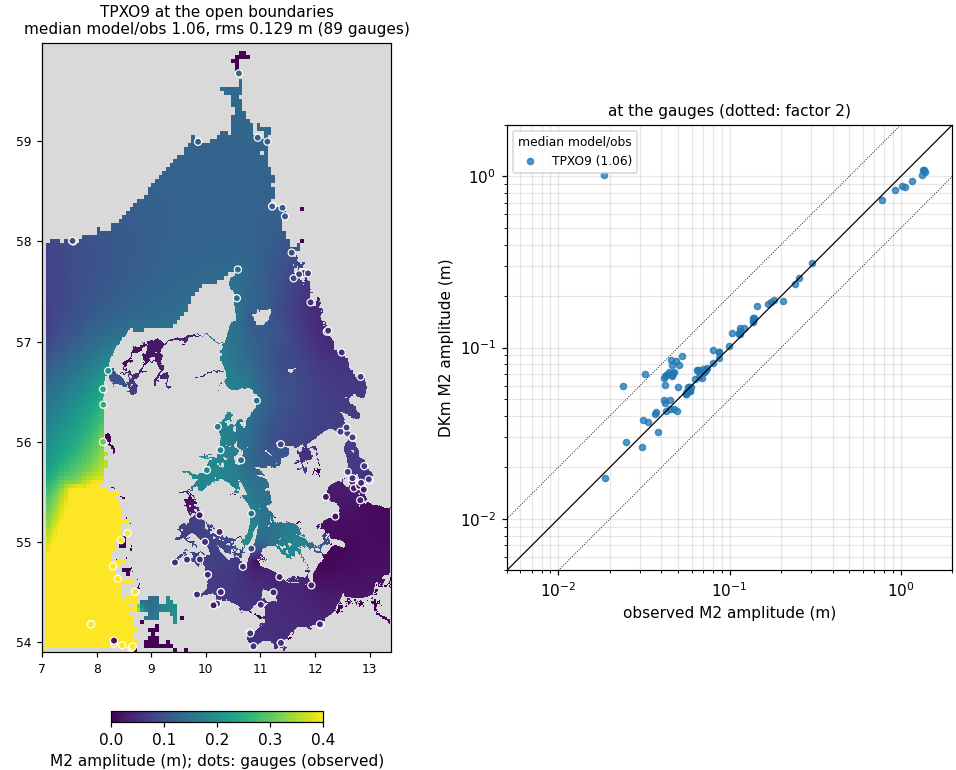 TPXO9 at the open boundaries
median model/obs 1.06, rms 0.129 m (89 gauges)
59
58
57
56
55
54
7 8 9 10 11 12 13
0.0 0.1 0.2 0.3 0.4
M2 amplitude (m); dots: gauges (observed)
at the gauges (dotted: factor 2)
median model/obs
TPXO9 (1.06)
DKm M2 amplitude (m)
10⁰
10⁻¹
10⁻²
10⁻² 10⁻¹ 10⁰
observed M2 amplitude (m)